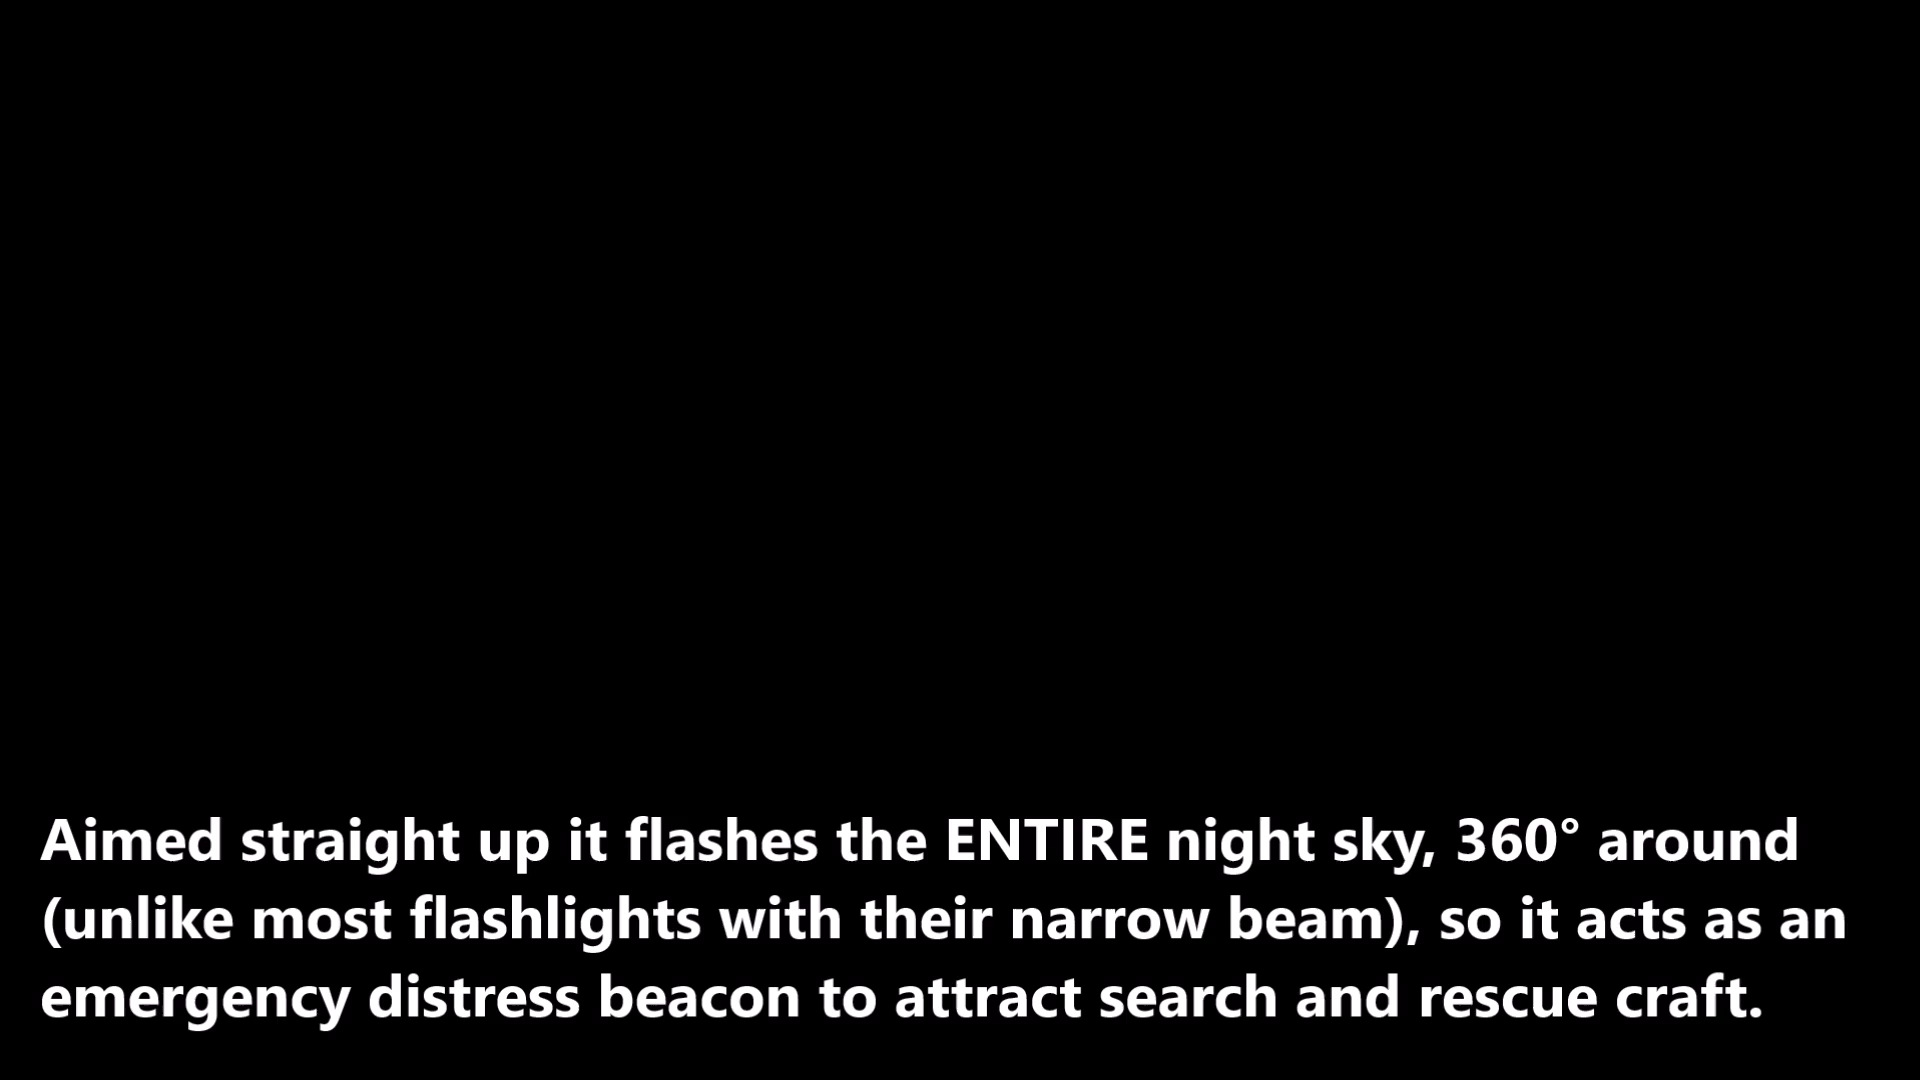 Aimed straight up it flashes the ENTIRE night sky, 360° around
(unlike most flashlights with their narrow beam), so it acts as an
emergency distress beacon to attract search and rescue craft.